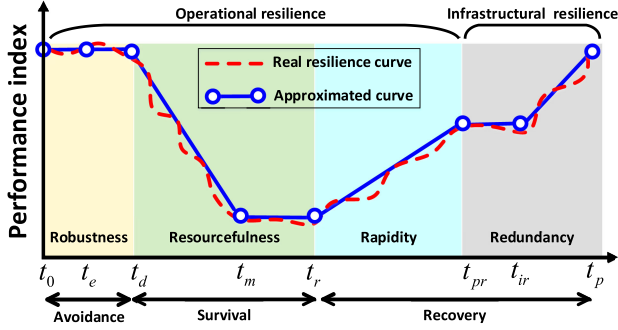 Operational resilience
Infrastructural resilience
Performance index
Real resilience curve
Approximated curve
Robustness
Resourcefulness
Rapidity
Redundancy
t0
te
td
tm
tr
tpr
tir
tp
Avoidance
Survival
Recovery